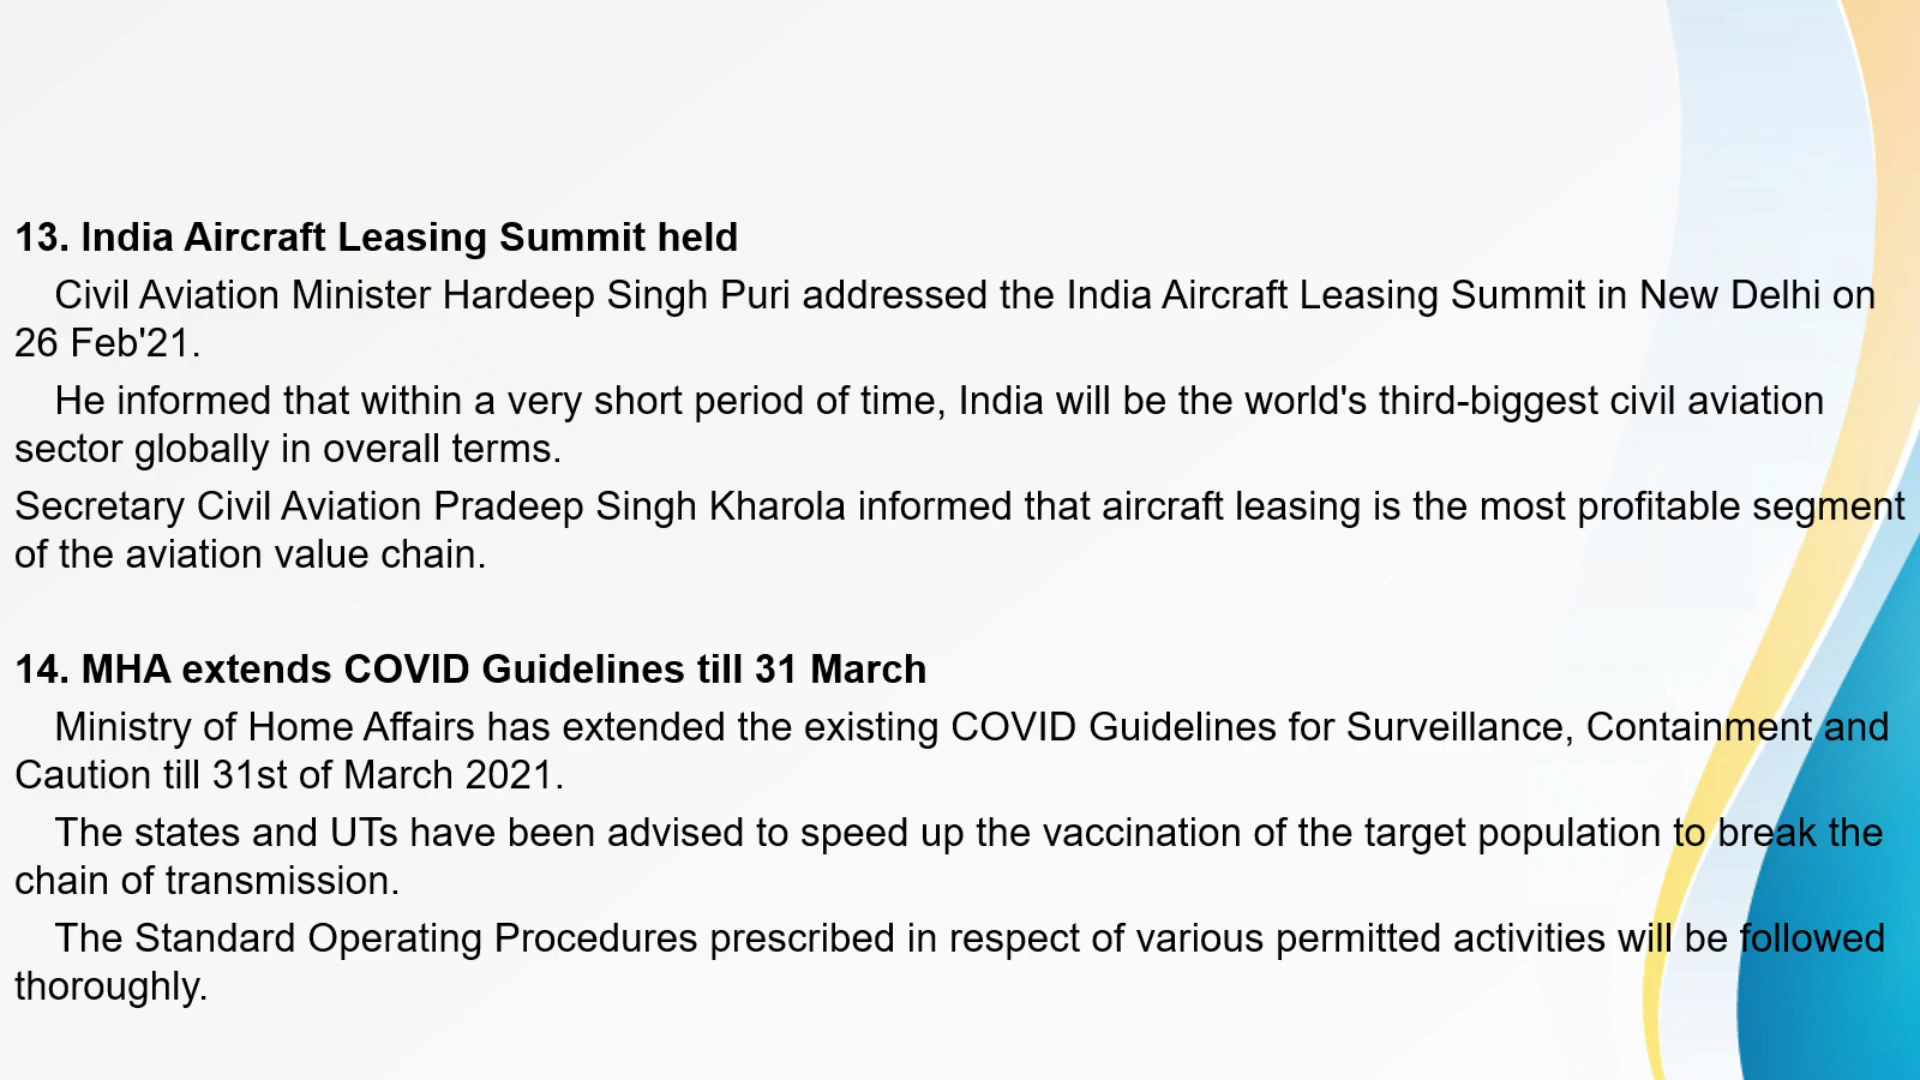 13. India Aircraft Leasing Summit held
Civil Aviation Minister Hardeep Singh Puri addressed the India Aircraft Leasing Summit in New Delhi on
26 Feb'21.
He informed that within a very short period of time, India will be the world's third-biggest civil aviation
sector globally in overall terms.
Secretary Civil Aviation Pradeep Singh Kharola informed that aircraft leasing is the most profitable segment
of the aviation value chain.
14. MHA extends COVID Guidelines till 31 March
Ministry of Home Affairs has extended the existing COVID Guidelines for Surveillance, Containment and
Caution till 31st of March 2021.
The states and UTs have been advised to speed up the vaccination of the target population to break the
chain of transmission.
The Standard Operating Procedures prescribed in respect of various permitted activities will be followed
thoroughly.